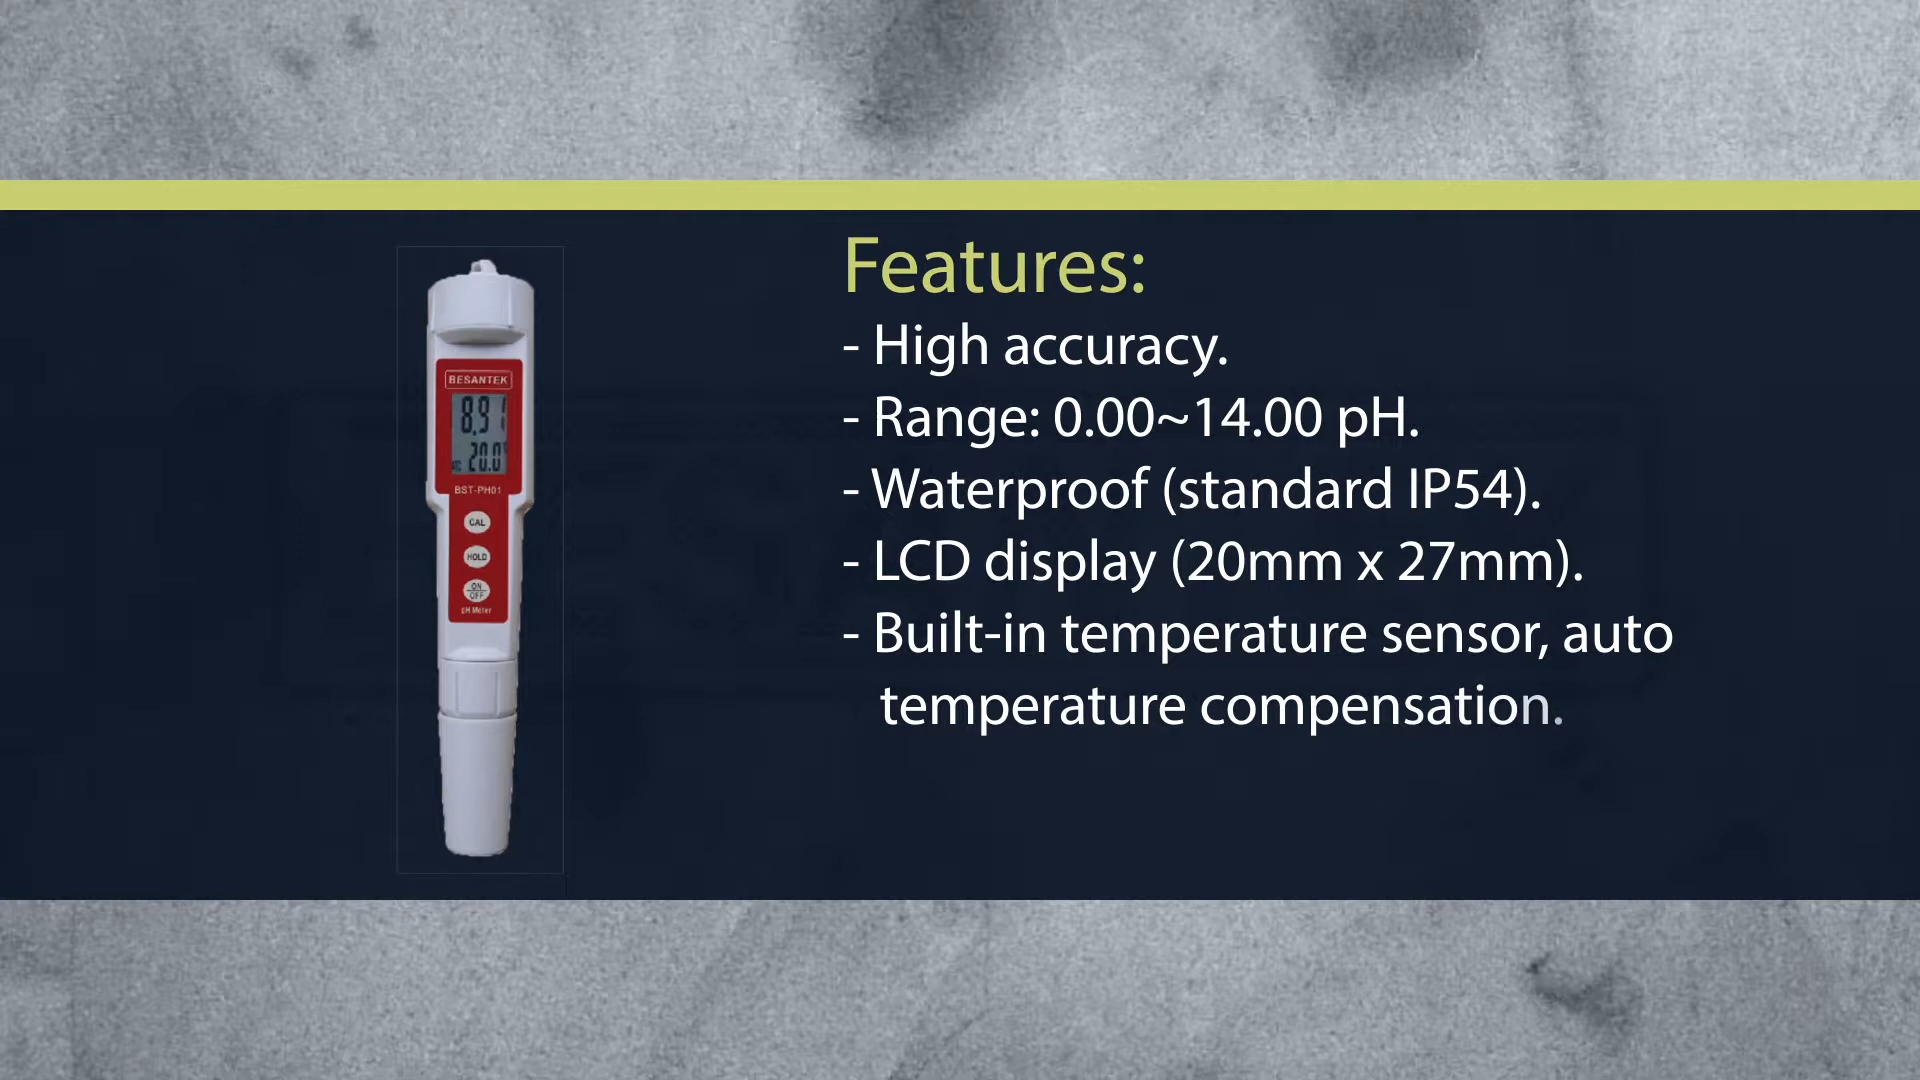 Features:
- High accuracy.
- Range: 0.00~14.00 pH.
- Waterproof (standard IP54).
- LCD display (20mm x 27mm).
- Built-in temperature sensor, auto
temperature compensation.
BESANTEK
8.91
20.0
BST-PH01
CAL
HOLD
ON
OFF
pH Meter